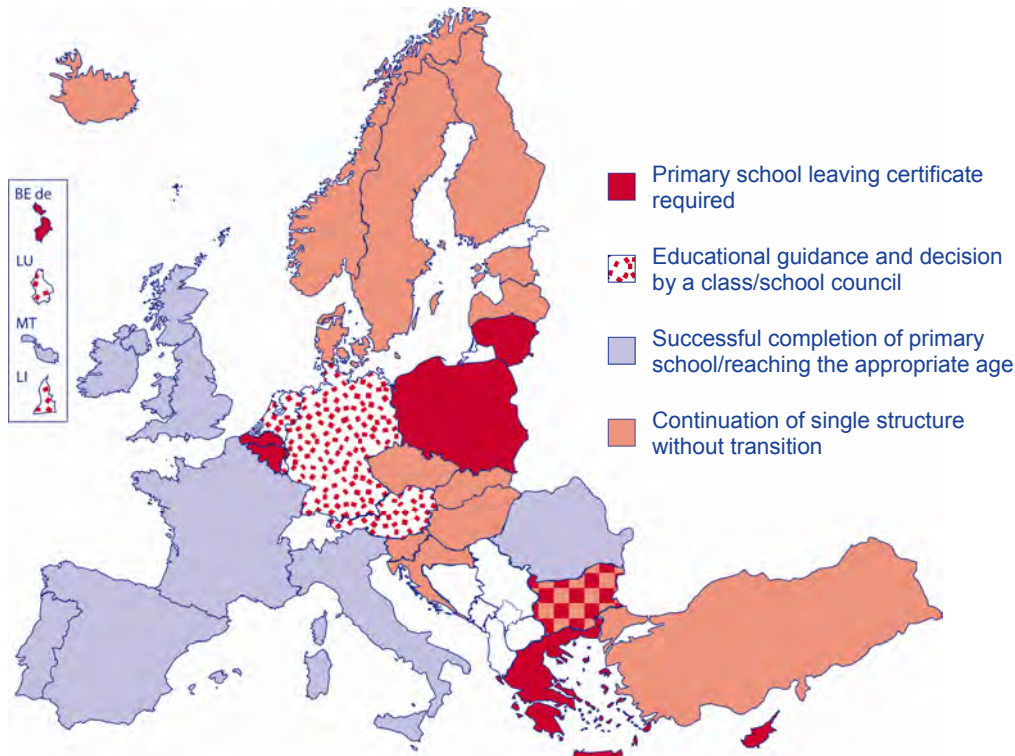 BE de
LU
MT
LI
Primary school leaving certificate
required
Educational guidance and decision
by a class/school council
Successful completion of primary
school/reaching the appropriate age
Continuation of single structure
without transition